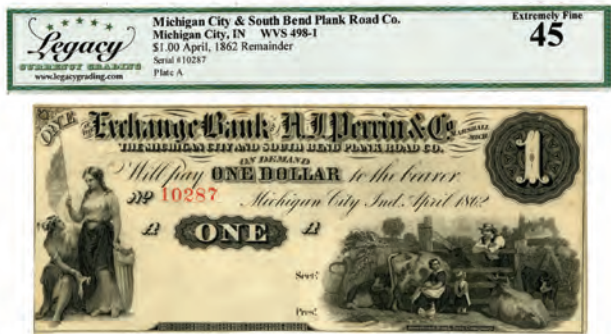 Legacy
CURRENCY GRADING
www.legacygrading.com
Michigan City & South Bend Plank Road Co.
Michigan City, IN WVS 498-1
$1.00 April, 1862 Remainder
Serial #10287
Plate A
Extremely Fine
45
ONE
Exchange Bank H.J. Perrin & Co.
MARSHALL MICH.
1
THE MICHIGAN CITY AND SOUTH BEND PLANK ROAD CO.
ON DEMAND
Will pay ONE DOLLAR to the bearer.
No 10287
Michigan City Ind. April 1862
A ONE A
Secy.
Prest.